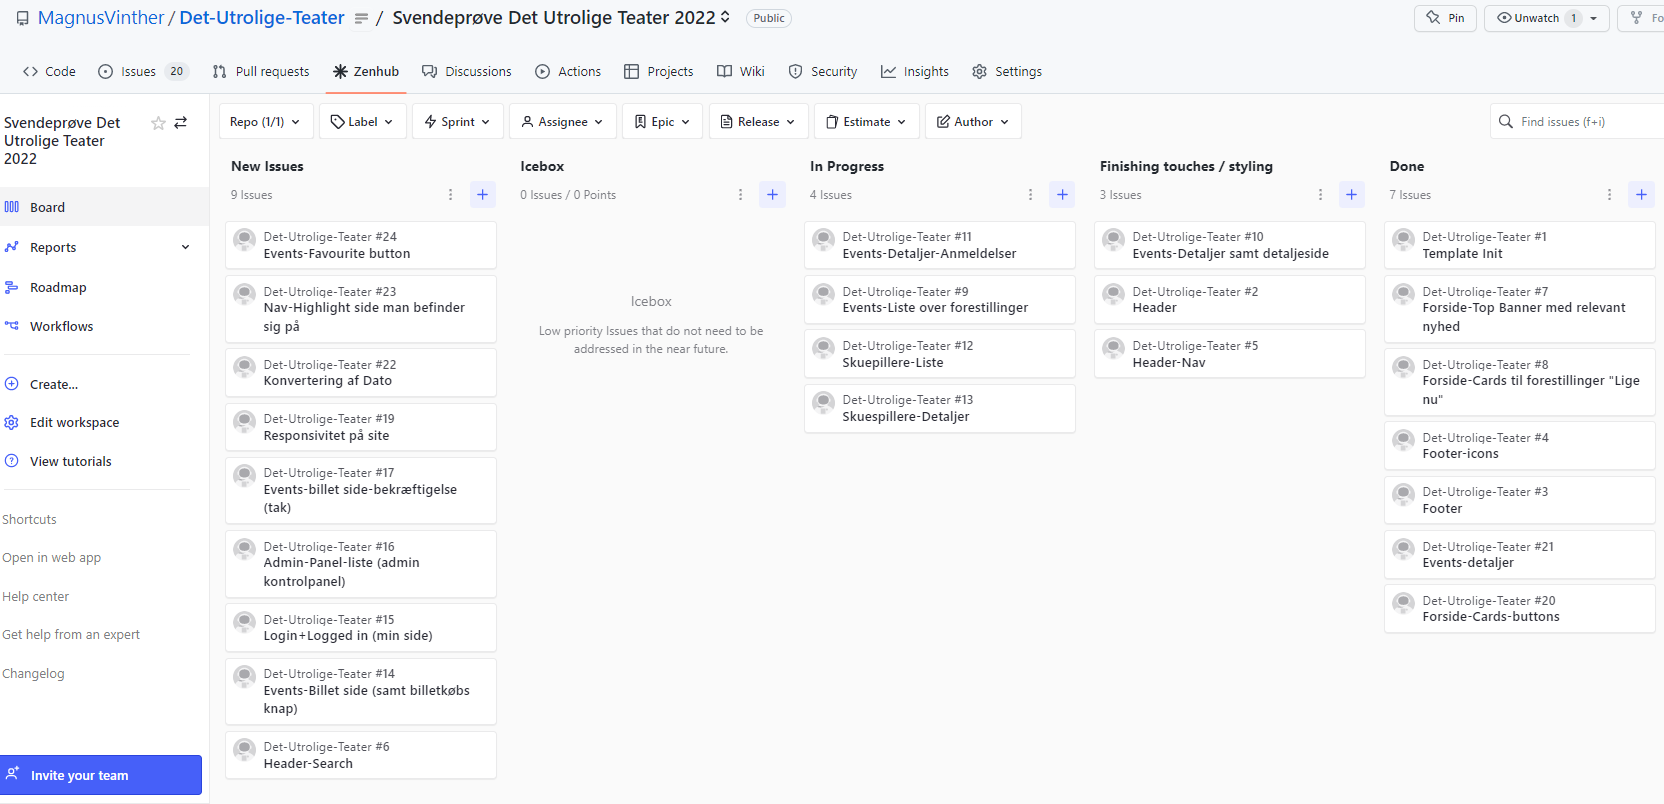 MagnusVinther / Det-Utrolige-Teater / Svendeprøve Det Utrolige Teater 2022 Public
Pin
Unwatch 1
Fo
Code
Issues 20
Pull requests
Zenhub
Discussions
Actions
Projects
Wiki
Security
Insights
Settings
Svendeprøve Det
Utrolige Teater
2022
Board
Reports
Roadmap
Workflows
Create...
Edit workspace
View tutorials
Shortcuts
Open in web app
Help center
Get help from an expert
Changelog
Invite your team
Repo (1/1)
Label
Sprint
Assignee
Epic
Release
Estimate
Author
Find issues (f+i)
New Issues
9 Issues
Det-Utrolige-Teater #24
Events-Favourite button
Det-Utrolige-Teater #23
Nav-Highlight side man befinder
sig på
Det-Utrolige-Teater #22
Konvertering af Dato
Det-Utrolige-Teater #19
Responsivitet på site
Det-Utrolige-Teater #17
Events-billet side-bekræftigelse
(tak)
Det-Utrolige-Teater #16
Admin-Panel-liste (admin
kontrolpanel)
Det-Utrolige-Teater #15
Login+Logged in (min side)
Det-Utrolige-Teater #14
Events-Billet side (samt billetkøbs
knap)
Det-Utrolige-Teater #6
Header-Search
Icebox
0 Issues / 0 Points
Icebox
Low priority Issues that do not need to be
addressed in the near future.
In Progress
4 Issues
Det-Utrolige-Teater #11
Events-Detaljer-Anmeldelser
Det-Utrolige-Teater #9
Events-Liste over forestillinger
Det-Utrolige-Teater #12
Skuepillere-Liste
Det-Utrolige-Teater #13
Skuespillere-Detaljer
Finishing touches / styling
3 Issues
Det-Utrolige-Teater #10
Events-Detaljer samt detaljeside
Det-Utrolige-Teater #2
Header
Det-Utrolige-Teater #5
Header-Nav
Done
7 Issues
Det-Utrolige-Teater #1
Template Init
Det-Utrolige-Teater #7
Forside-Top Banner med relevant
nyhed
Det-Utrolige-Teater #8
Forside-Cards til forestillinger "Lige
nu"
Det-Utrolige-Teater #4
Footer-icons
Det-Utrolige-Teater #3
Footer
Det-Utrolige-Teater #21
Events-detaljer
Det-Utrolige-Teater #20
Forside-Cards-buttons